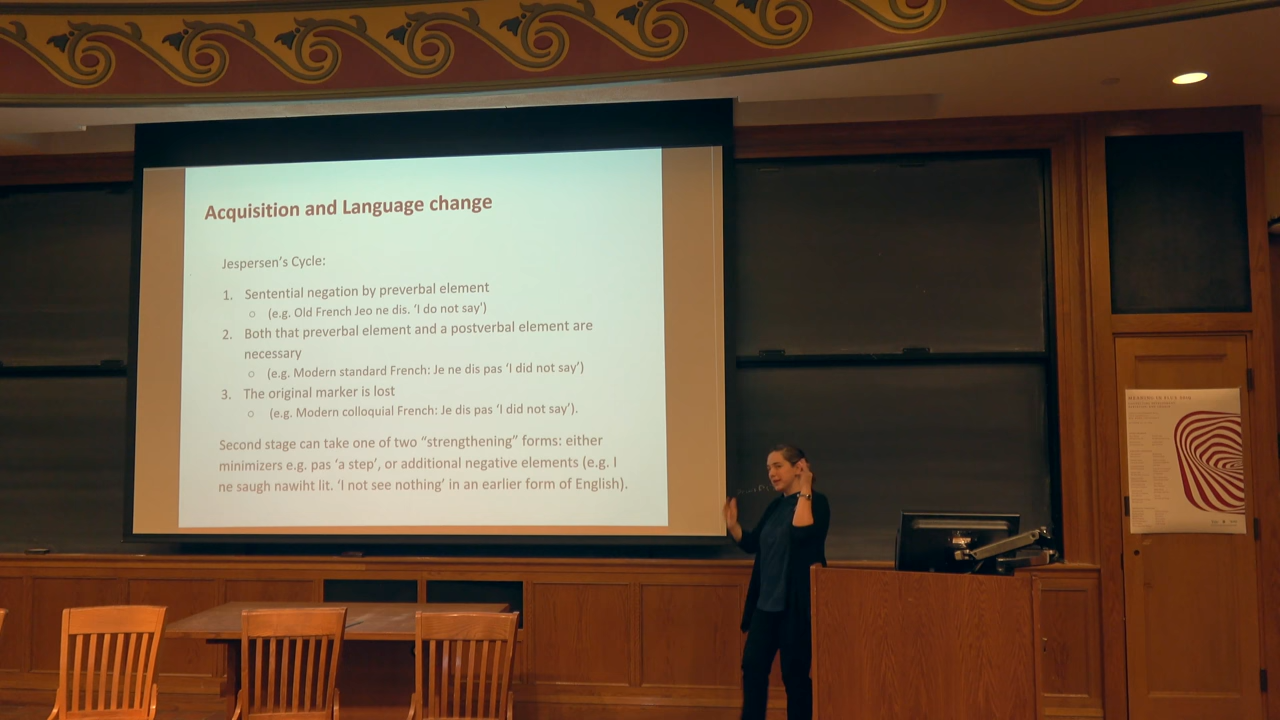 Acquisition and Language change
Jespersen's Cycle:
1. Sentential negation by preverbal element
○ (e.g. Old French Jeo ne dis. 'I do not say')
2. Both that preverbal element and a postverbal element are
necessary
○ (e.g. Modern standard French: Je ne dis pas 'I did not say')
3. The original marker is lost
○ (e.g. Modern colloquial French: Je dis pas 'I did not say').
Second stage can take one of two "strengthening" forms: either
minimizers e.g. pas 'a step', or additional negative elements (e.g. I
ne saugh nawiht lit. 'I not see nothing' in an earlier form of English).